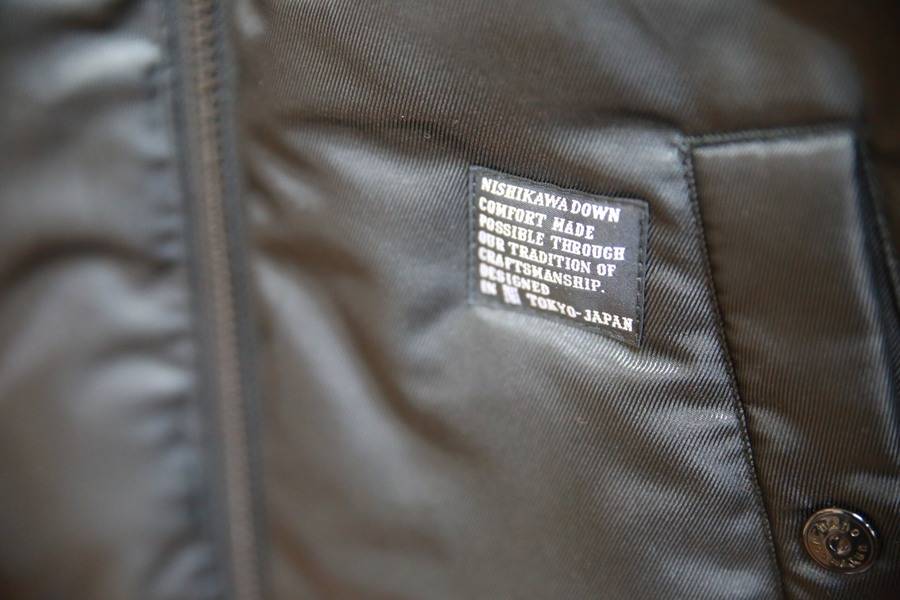 NISHIKAWA DOWN
COMFORT MADE
POSSIBLE THROUGH
OUR TRADITION OF
CRAFTSMANSHIP.
DESIGNED
IN TOKYO-JAPAN